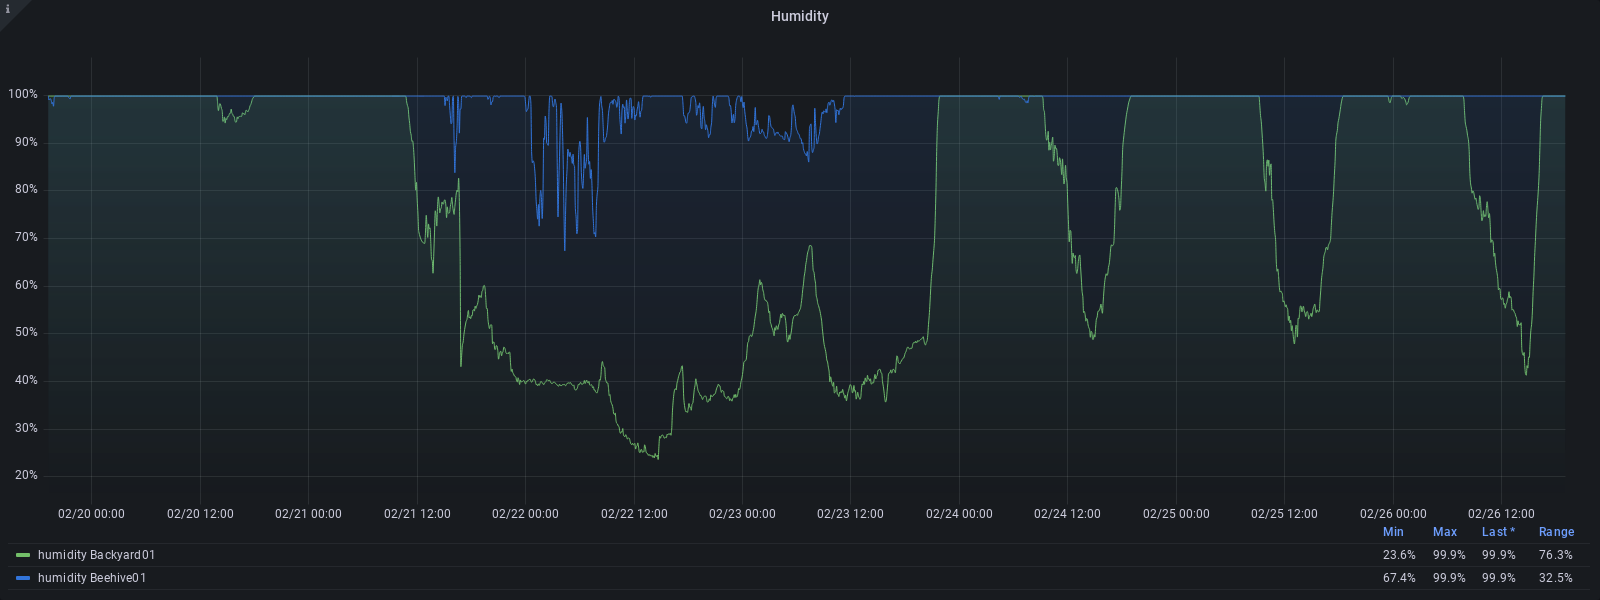 i
Humidity
100%
90%
80%
70%
60%
50%
40%
30%
20%
02/20 00:00 02/20 12:00 02/21 00:00 02/21 12:00 02/22 00:00 02/22 12:00 02/23 00:00 02/23 12:00 02/24 00:00 02/24 12:00 02/25 00:00 02/25 12:00 02/26 00:00 02/26 12:00
Min Max Last * Range
humidity Backyard01 23.6% 99.9% 99.9% 76.3%
humidity Beehive01 67.4% 99.9% 99.9% 32.5%